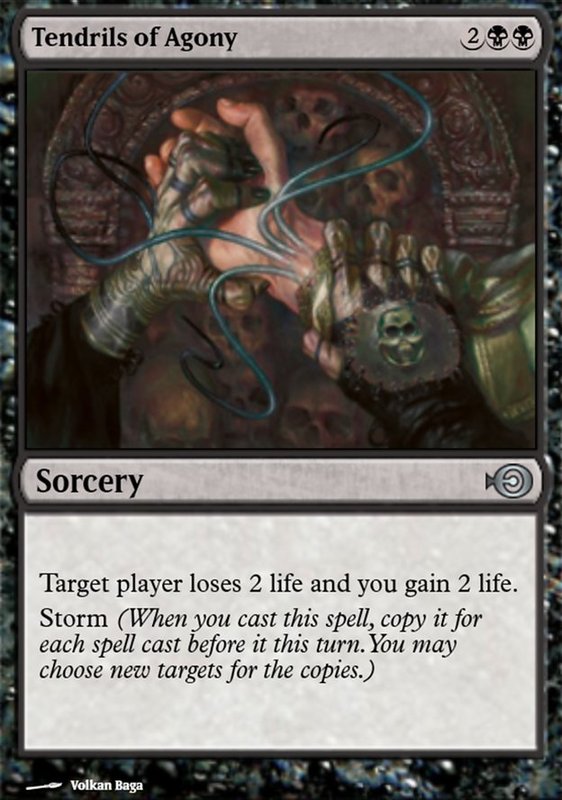 Tendrils of Agony 2
Sorcery
Target player loses 2 life and you gain 2 life.
Storm (When you cast this spell, copy it for
each spell cast before it this turn. You may
choose new targets for the copies.)
Volkan Baga